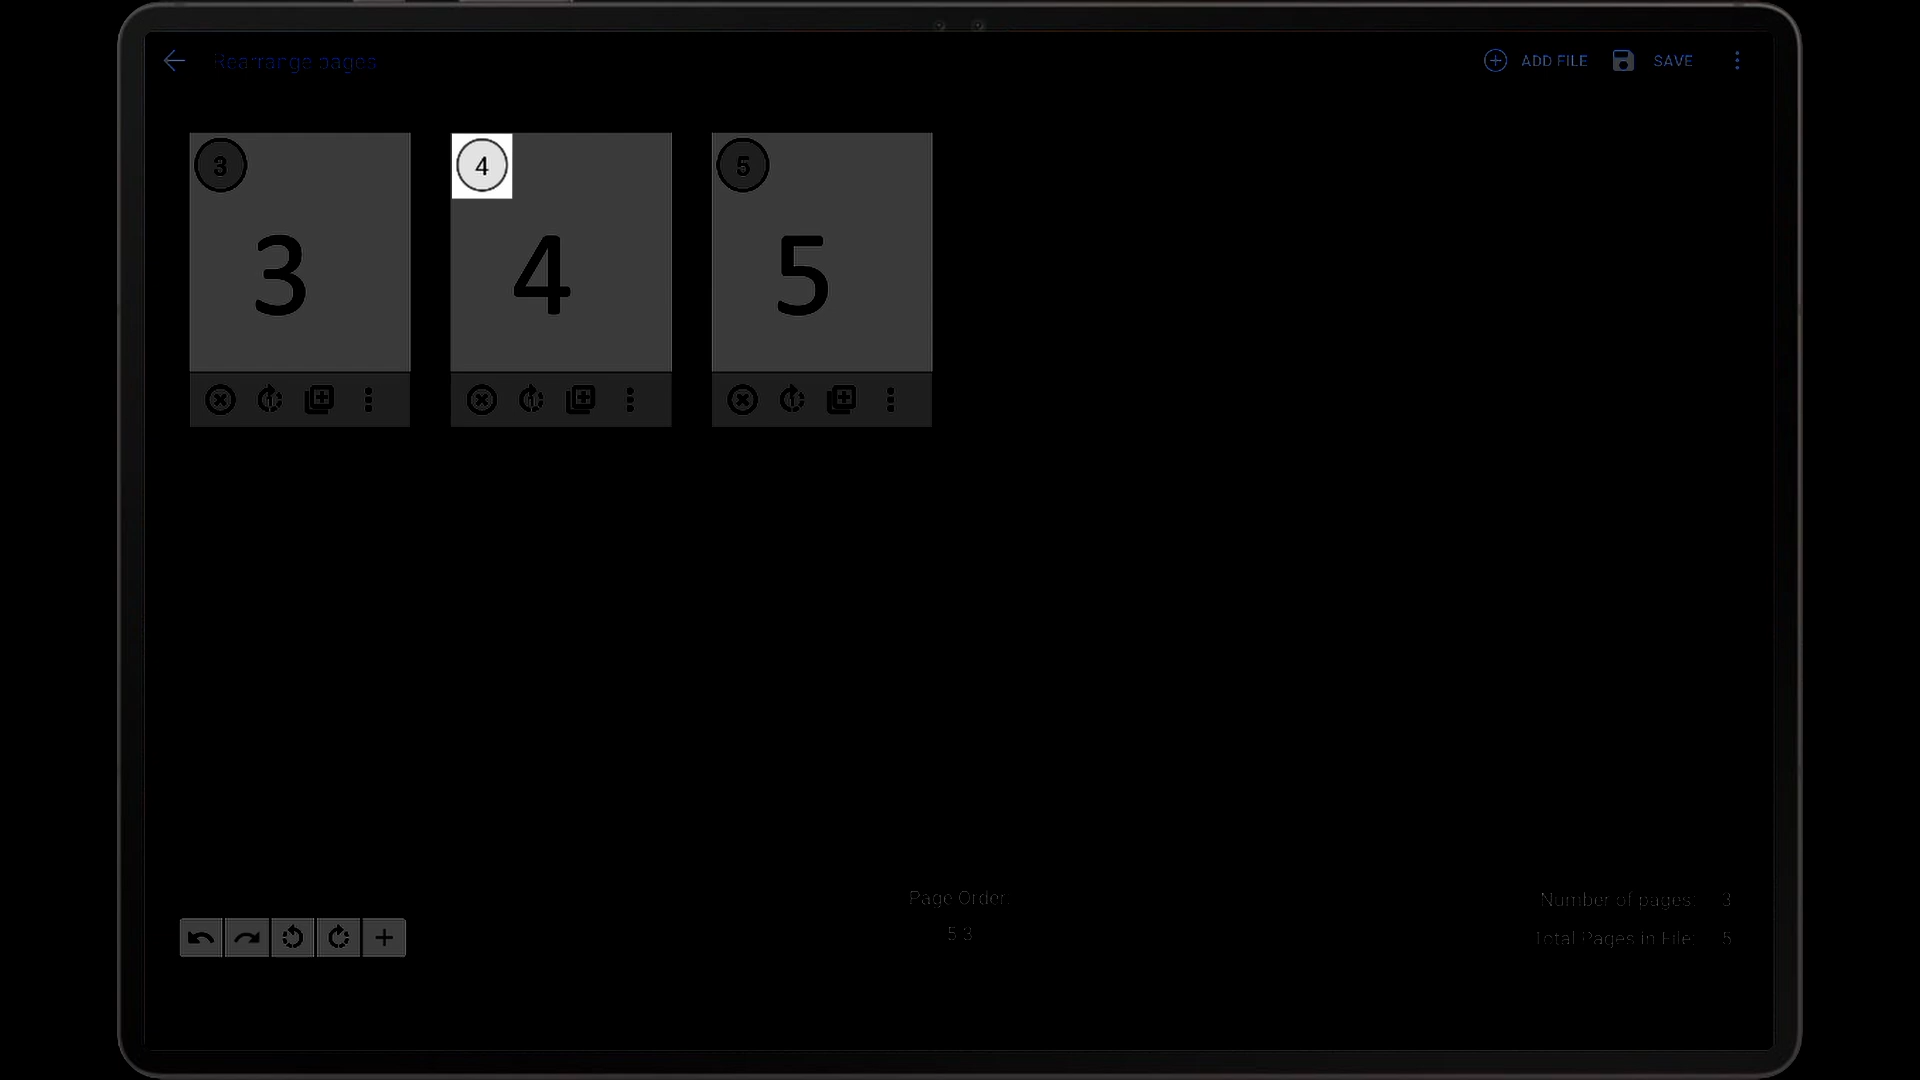 Rearrange pages
ADD FILE
SAVE
3
4
5
3
4
5
Page Order:
5 3
Number of pages: 3
Total Pages in File: 5